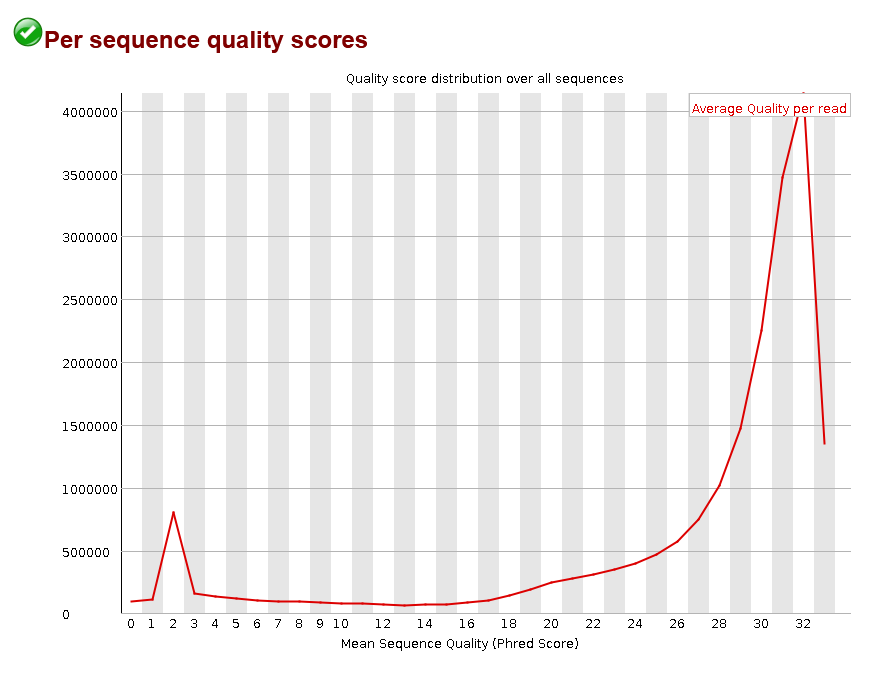 Per sequence quality scores
Quality score distribution over all sequences
Average Quality per read
4000000
3500000
3000000
2500000
2000000
1500000
1000000
500000
0
0 1 2 3 4 5 6 7 8 9 10 12 14 16 18 20 22 24 26 28 30 32
Mean Sequence Quality (Phred Score)